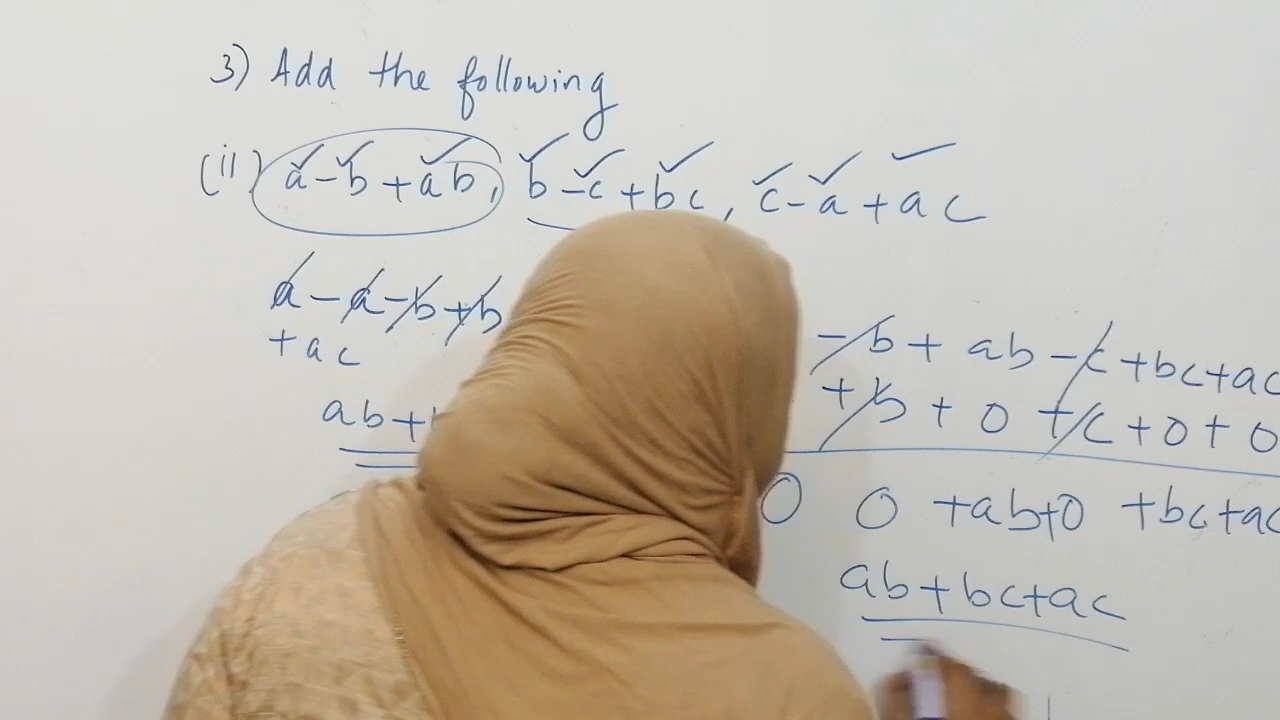 3) Add the following
(ii) a-b+ab, b-c+bc, c-a+ac
a-a-b+b
+ac
ab+
-b+ab-c+bc+ac
+b+0+c+0+0
0 0 +ab+0 +bc+ac
ab+bc+ac